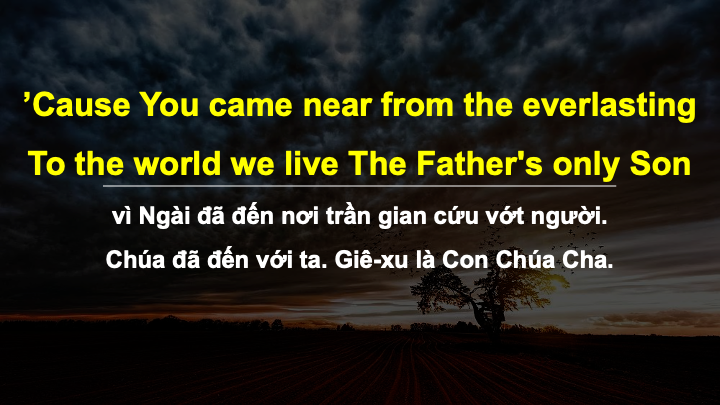 ’Cause You came near from the everlasting
To the world we live The Father's only Son
vì Ngài đã đến nơi trần gian cứu vớt người.
Chúa đã đến với ta. Giê-xu là Con Chúa Cha.